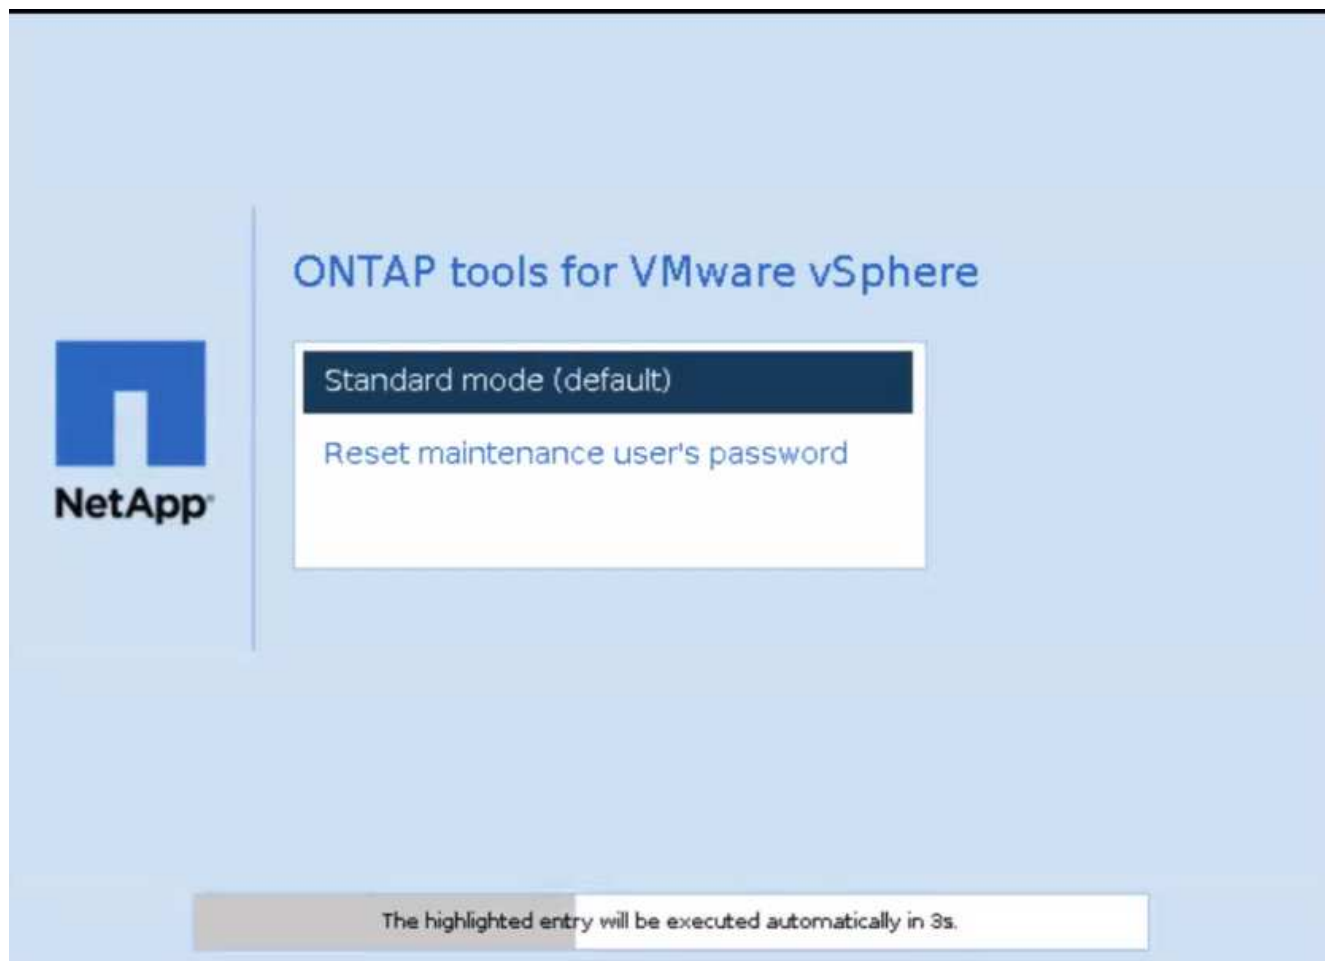 ONTAP tools for VMware vSphere
Standard mode (default)
Reset maintenance user's password
NetApp
The highlighted entry will be executed automatically in 3s.